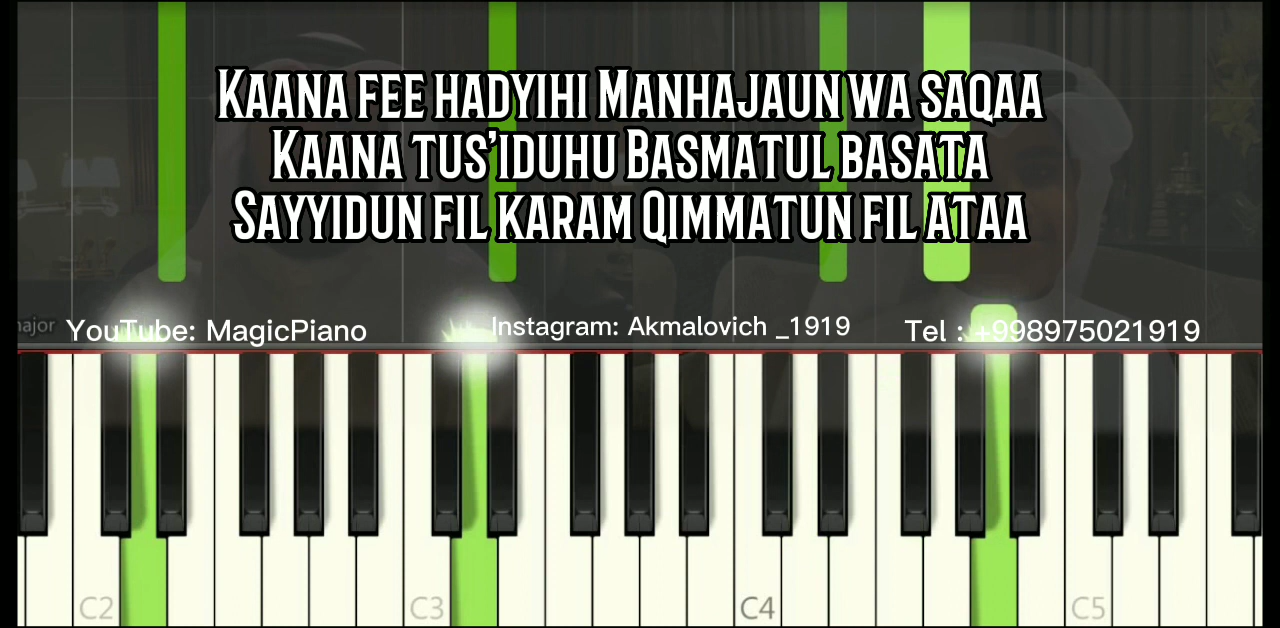 Kaana fee hadyihi Manhajaun wa saqaa
Kaana tus'iduhu Basmatul basata
Sayyidun fil karam Qimmatun fil ataa
major
YouTube: MagicPiano
Instagram: Akmalovich _1919
Tel : +998975021919
C2
C3
C4
C5